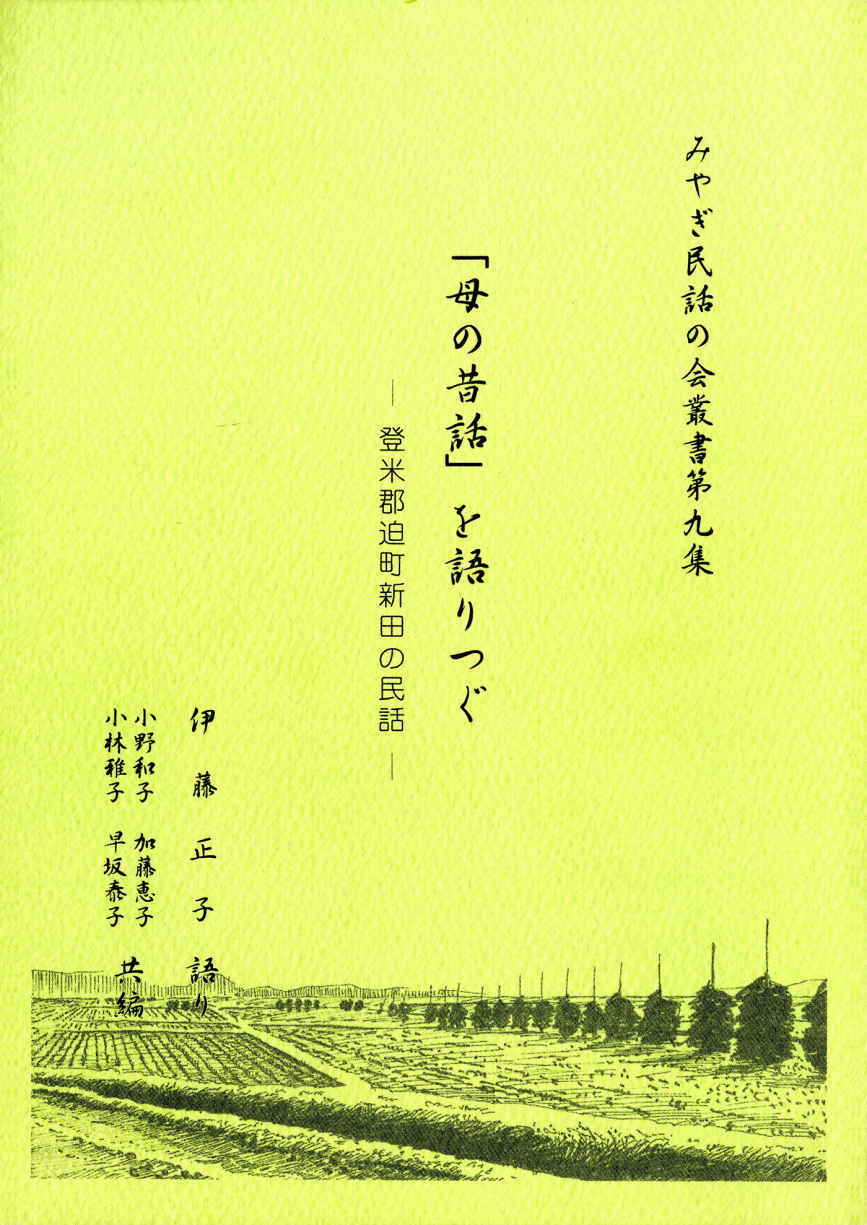 みやぎ民話の会叢書第九集
「母の昔話」を語りつぐ
―登米郡迫町新田の民話―
伊藤正子 語り
小野和子 加藤恵子
小林雅子 早坂泰子
共編